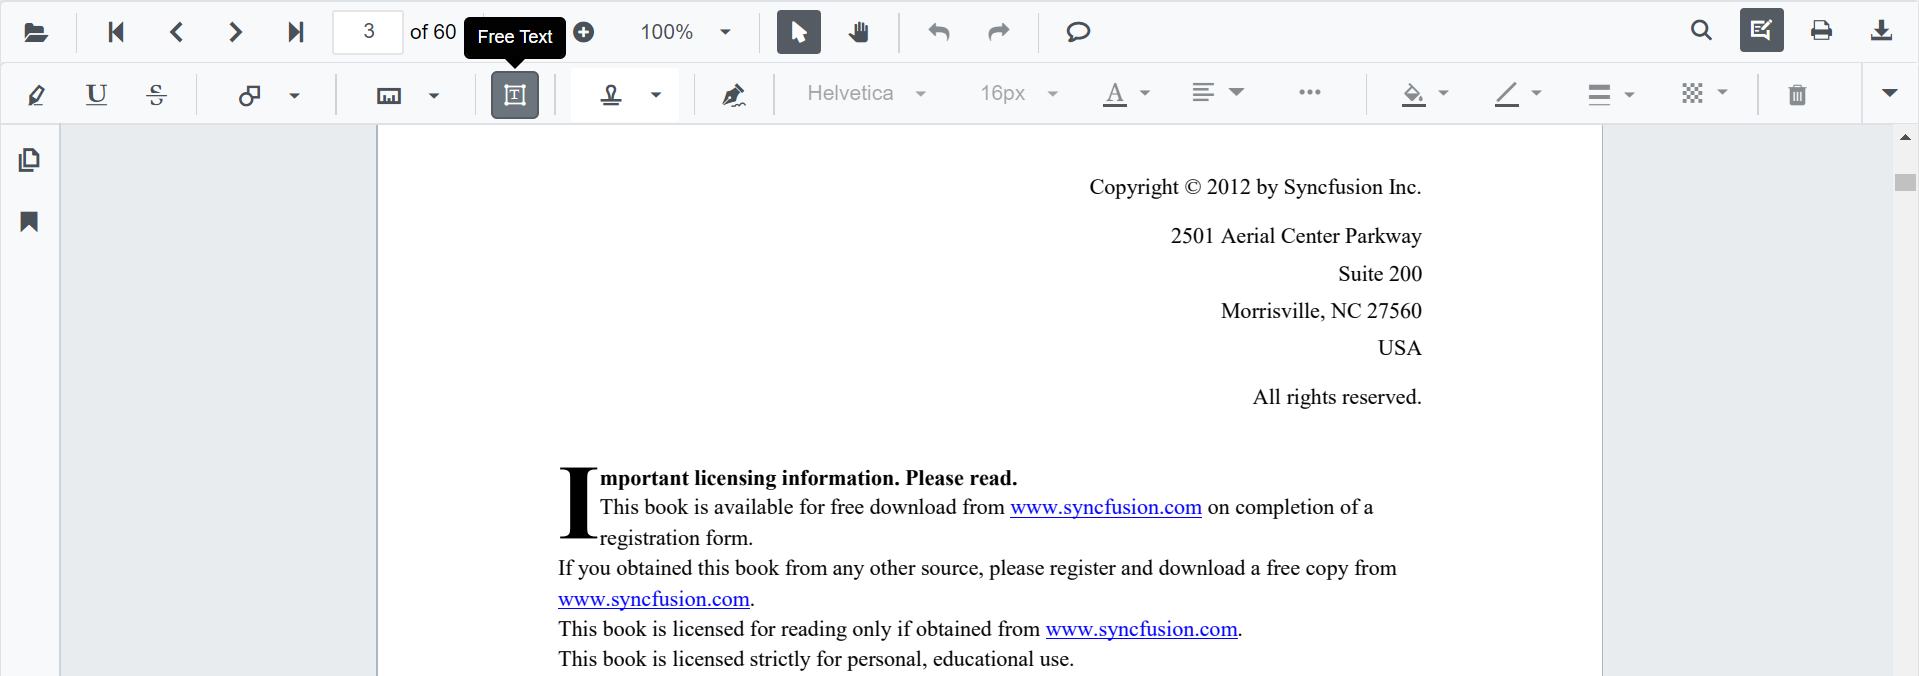 3 of 60 100%
Free Text
U S T Helvetica 16px A
Copyright © 2012 by Syncfusion Inc.
2501 Aerial Center Parkway
Suite 200
Morrisville, NC 27560
USA
All rights reserved.
Important licensing information. Please read.
This book is available for free download from www.syncfusion.com on completion of a
registration form.
If you obtained this book from any other source, please register and download a free copy from
www.syncfusion.com.
This book is licensed for reading only if obtained from www.syncfusion.com.
This book is licensed strictly for personal, educational use.